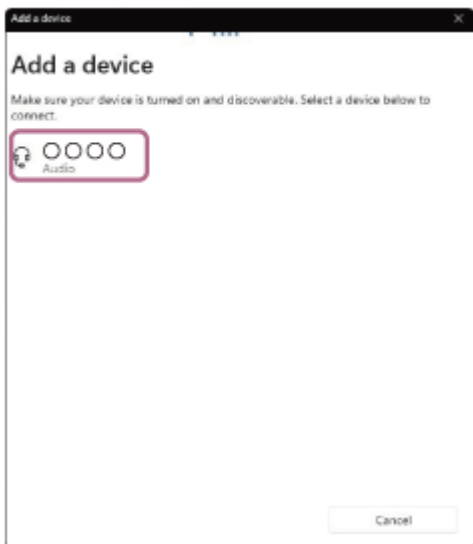 Add a device
Add a device
Make sure your device is turned on and discoverable. Select a device below to
connect.
○○○○
Audio
Cancel